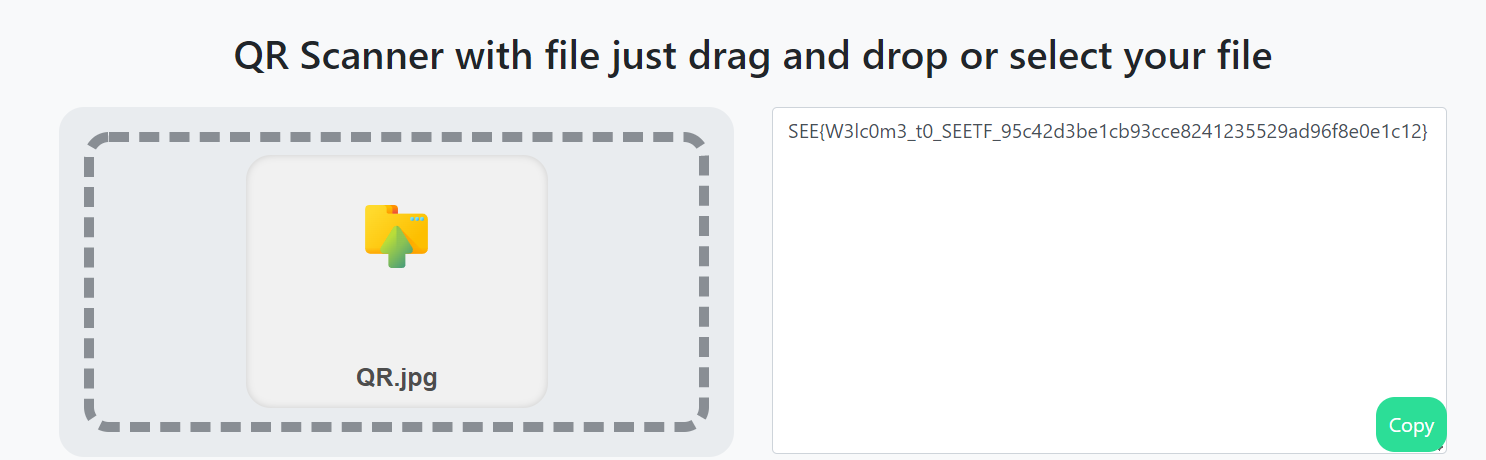 QR Scanner with file just drag and drop or select your file
SEE{W3lc0m3_t0_SEETF_95c42d3be1cb93cce8241235529ad96f8e0e1c12}
QR.jpg
Copy